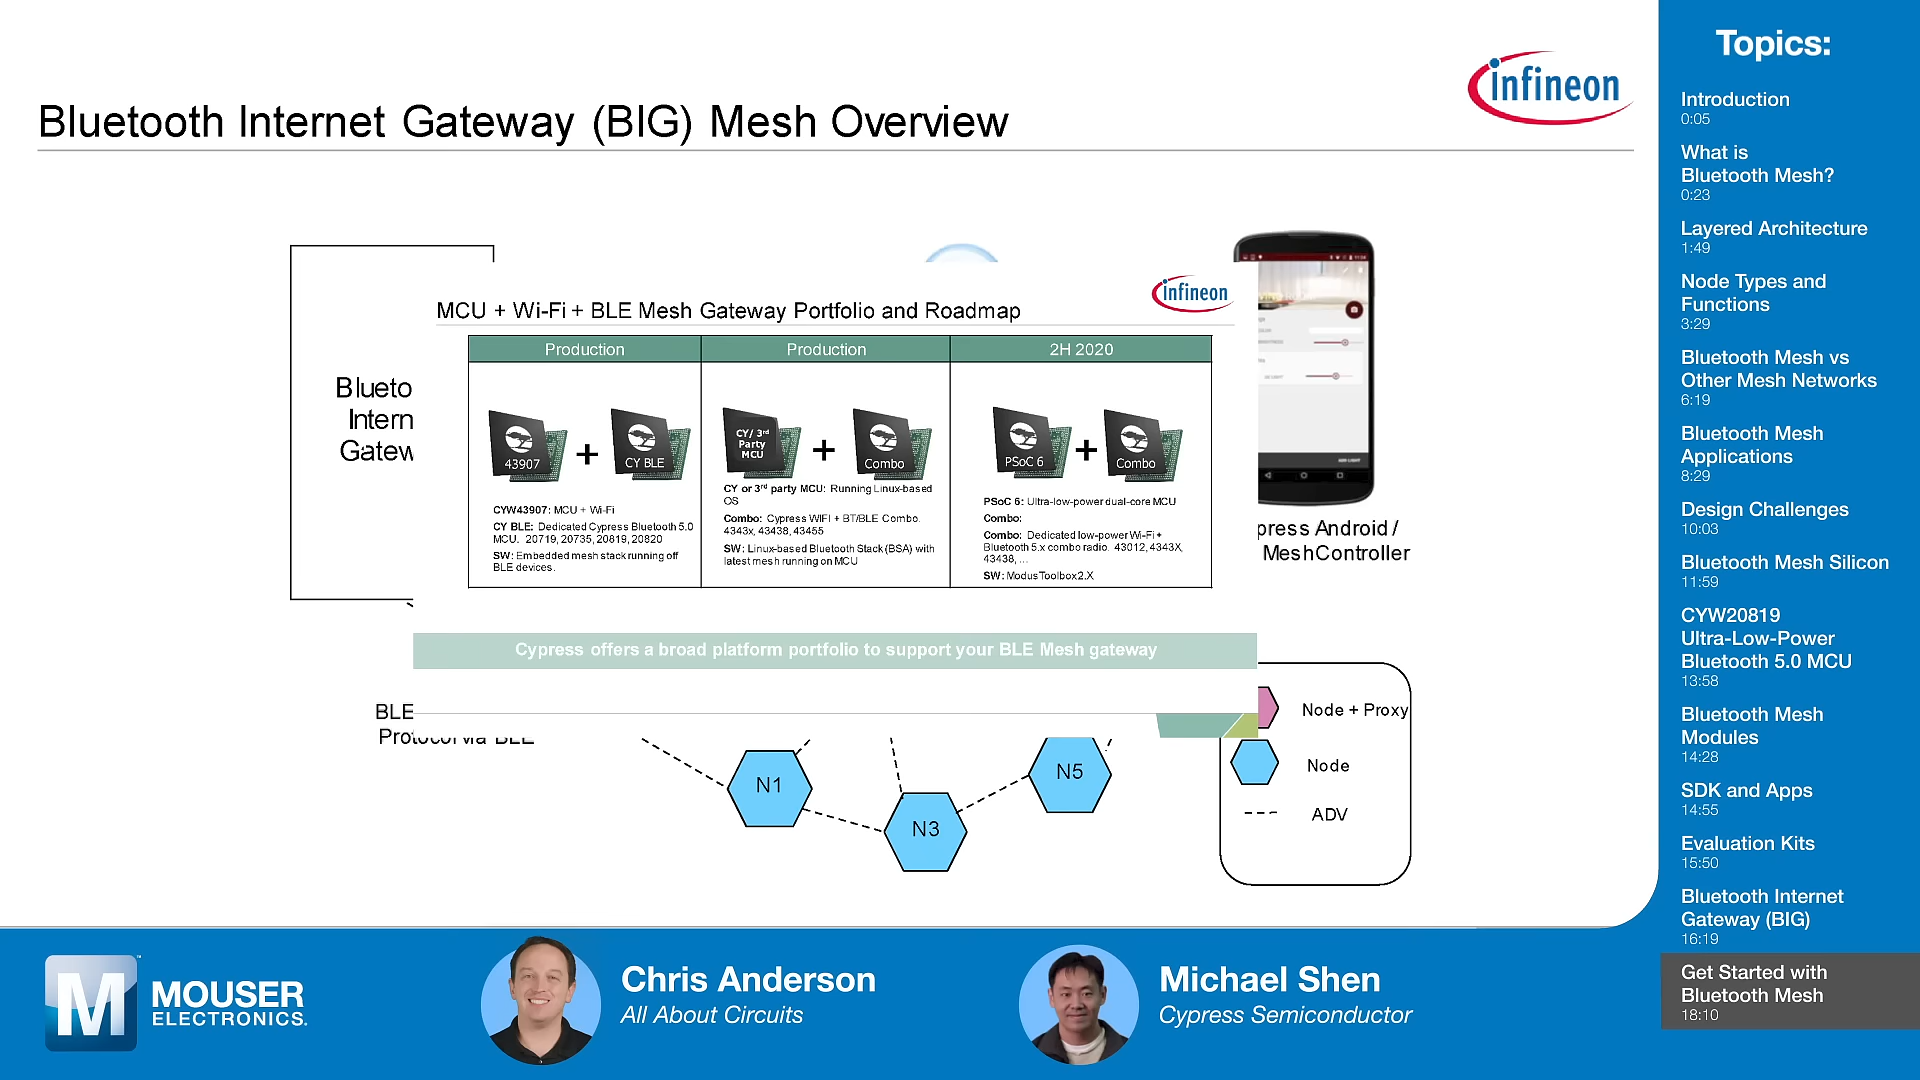 Bluetooth Internet Gateway (BIG) Mesh Overview
infineon
Blueto
Intern
Gatew
MCU + Wi-Fi + BLE Mesh Gateway Portfolio and Roadmap
infineon
Production
Production
2H 2020
43907
+
CY BLE
CY/ 3rd
Party
MCU
+
Combo
PSoC 6
+
Combo
CYW43907: MCU + Wi-Fi
CY BLE: Dedicated Cypress Bluetooth 5.0
MCU. 20719, 20735, 20819, 20820
SW: Embedded mesh stack running off
BLE devices.
CY or 3rd party MCU: Running Linux-based
OS
Combo: Cypress WIFI + BT/BLE Combo.
4343x, 43438, 43455
SW: Linux-based Bluetooth Stack (BSA) with
latest mesh running on MCU
PSoC 6: Ultra-low-power dual-core MCU
Combo:
Combo: Dedicated low-power Wi-Fi +
Bluetooth 5.x combo radio. 43012, 4343X,
43438, ...
SW: ModusToolbox2.X
Cypress offers a broad platform portfolio to support your BLE Mesh gateway
press Android /
MeshController
BLE
Protocol via BLE
N1
N3
N5
Node + Proxy
Node
ADV
Topics:
Introduction
0:05
What is
Bluetooth Mesh?
0:23
Layered Architecture
1:49
Node Types and
Functions
3:29
Bluetooth Mesh vs
Other Mesh Networks
6:19
Bluetooth Mesh
Applications
8:29
Design Challenges
10:03
Bluetooth Mesh Silicon
11:59
CYW20819
Ultra-Low-Power
Bluetooth 5.0 MCU
13:58
Bluetooth Mesh
Modules
14:28
SDK and Apps
14:55
Evaluation Kits
15:50
Bluetooth Internet
Gateway (BIG)
16:19
Get Started with
Bluetooth Mesh
18:10
M
MOUSER
ELECTRONICS.
Chris Anderson
All About Circuits
Michael Shen
Cypress Semiconductor